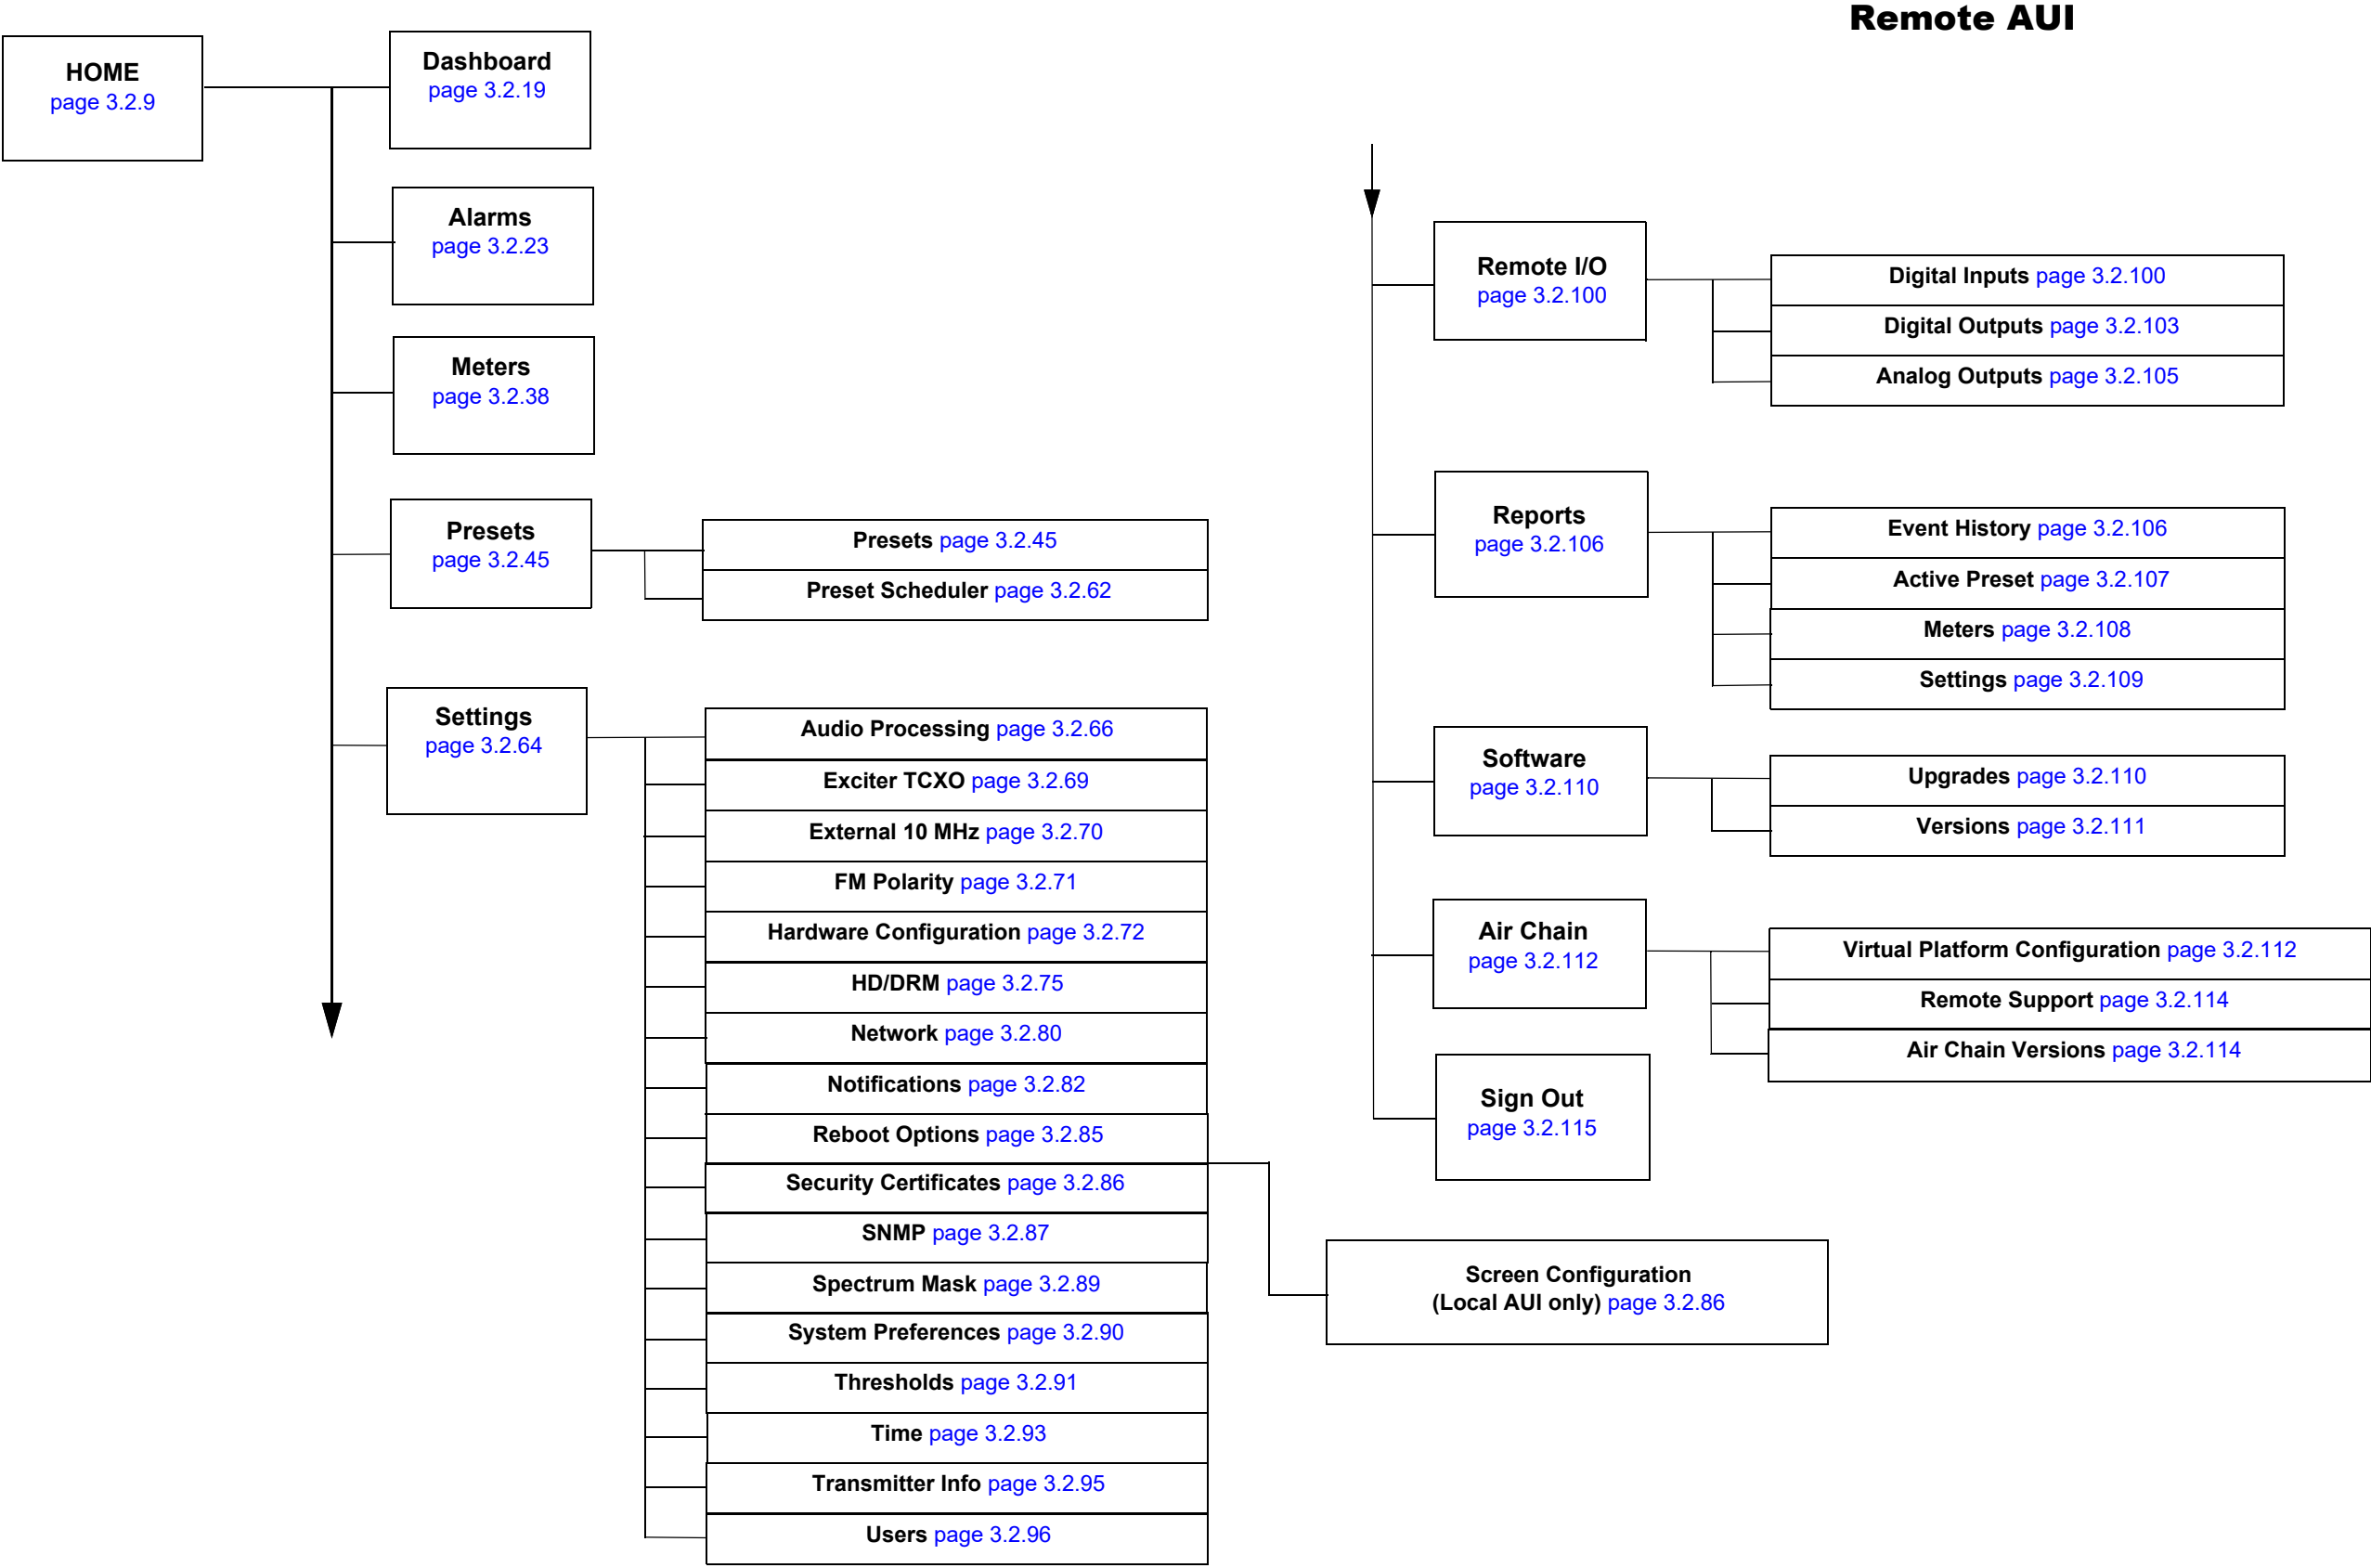 Remote AUI
HOME
page 3.2.9
Dashboard
page 3.2.19
Alarms
page 3.2.23
Meters
page 3.2.38
Presets
page 3.2.45
Presets page 3.2.45
Preset Scheduler page 3.2.62
Settings
page 3.2.64
Audio Processing page 3.2.66
Exciter TCXO page 3.2.69
External 10 MHz page 3.2.70
FM Polarity page 3.2.71
Hardware Configuration page 3.2.72
HD/DRM page 3.2.75
Network page 3.2.80
Notifications page 3.2.82
Reboot Options page 3.2.85
Security Certificates page 3.2.86
SNMP page 3.2.87
Spectrum Mask page 3.2.89
System Preferences page 3.2.90
Thresholds page 3.2.91
Time page 3.2.93
Transmitter Info page 3.2.95
Users page 3.2.96
Screen Configuration
(Local AUI only) page 3.2.86
Remote I/O
page 3.2.100
Digital Inputs page 3.2.100
Digital Outputs page 3.2.103
Analog Outputs page 3.2.105
Reports
page 3.2.106
Event History page 3.2.106
Active Preset page 3.2.107
Meters page 3.2.108
Settings page 3.2.109
Software
page 3.2.110
Upgrades page 3.2.110
Versions page 3.2.111
Air Chain
page 3.2.112
Virtual Platform Configuration page 3.2.112
Remote Support page 3.2.114
Air Chain Versions page 3.2.114
Sign Out
page 3.2.115